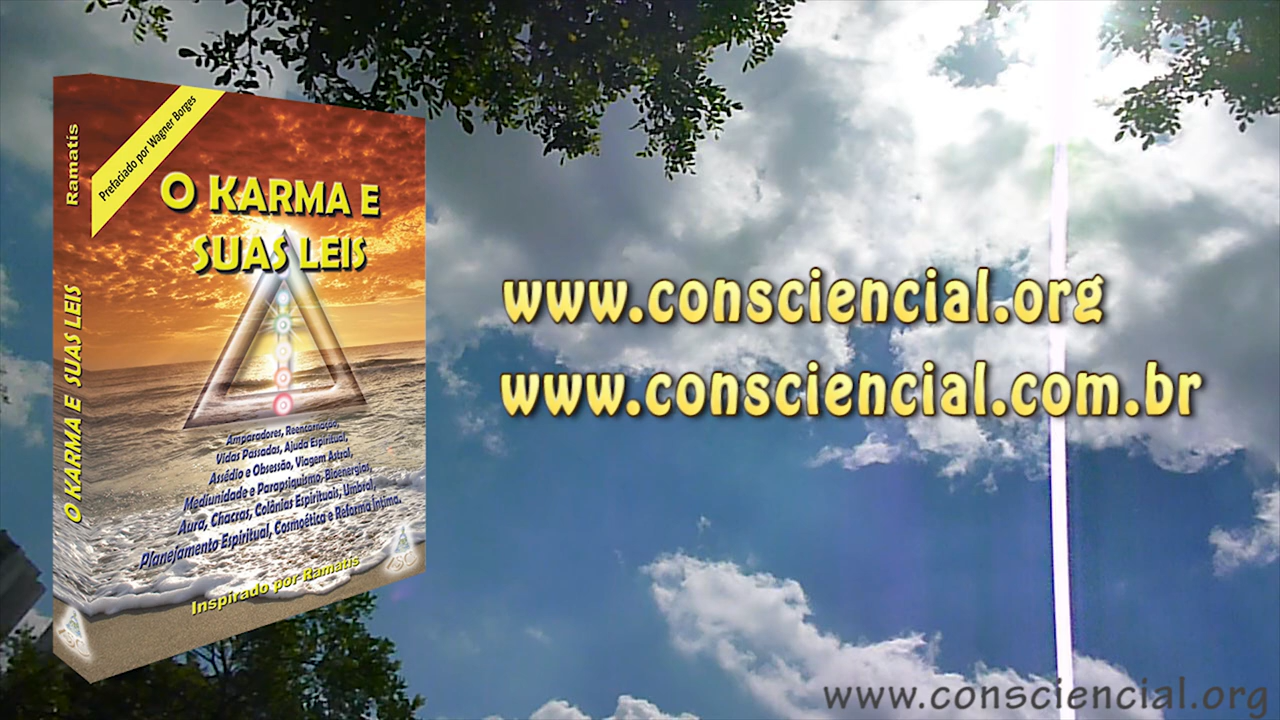 Ramatis
O KARMA E SUAS LEIS
Prefaciado por Wagner Borges
O KARMA E
SUAS LEIS
Amparadores, Reencarnação,
Vidas Passadas, Ajuda Espiritual,
Assédio e Obsessão, Viagem Astral,
Mediunidade e Parapsiquismo, Bioenergias,
Aura, Chacras, Colônias Espirituais, Umbral,
Planejamento Espiritual, Cosmoética e Reforma Íntima.
Inspirado por Ramatis
www.consciencial.org
www.consciencial.com.br
www.consciencial.org